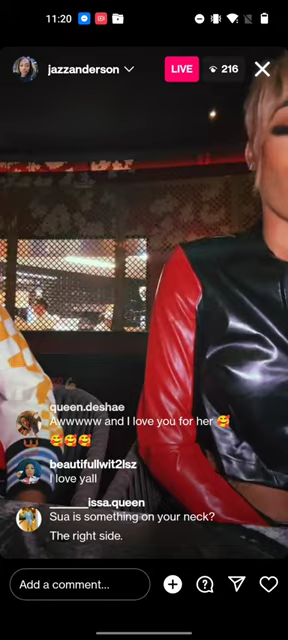 11:20
jazzanderson
LIVE
216
queen.deshae
Awwwww and I love you for her 🥰
🥰🥰🥰
beautifullwit2lsz
I love yall
_____issa.queen
Sua is something on your neck?
The right side.
Add a comment...